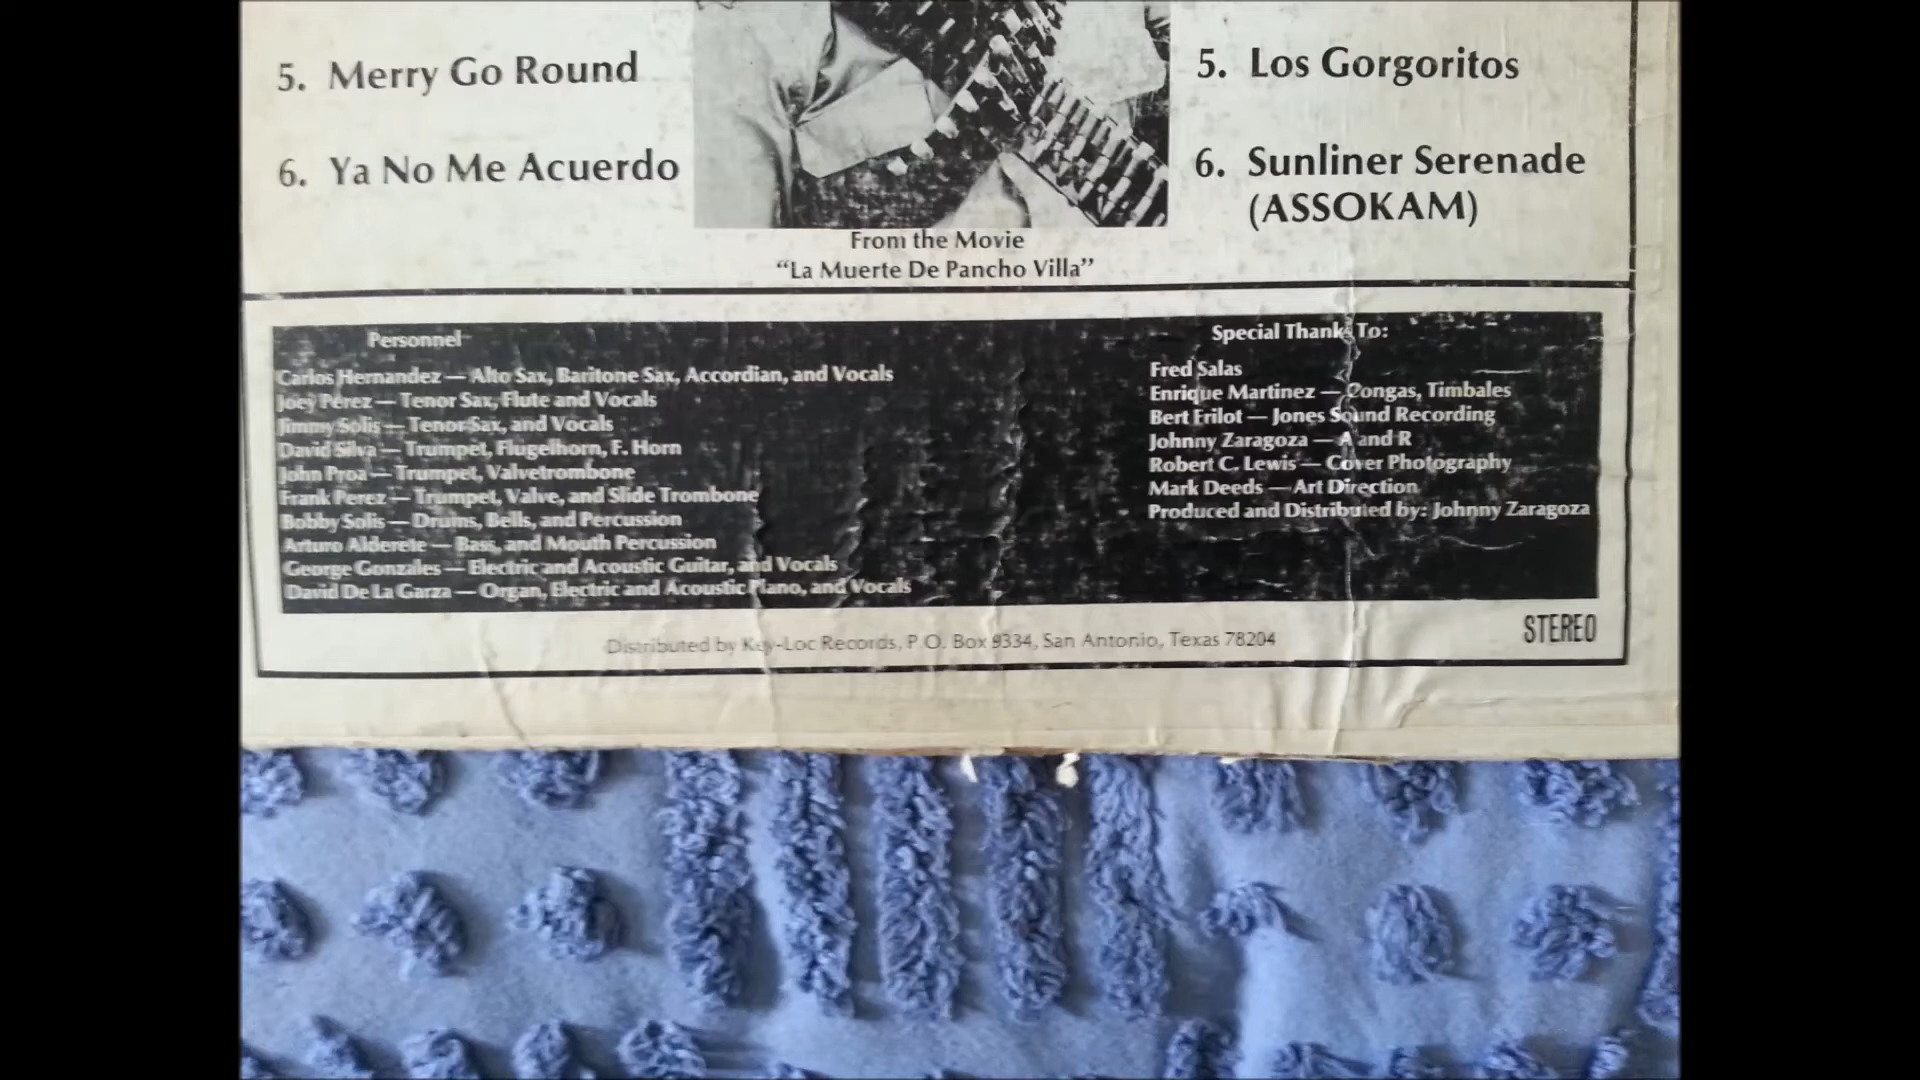 5. Merry Go Round
6. Ya No Me Acuerdo
From the Movie
“La Muerte De Pancho Villa”
5. Los Gorgoritos
6. Sunliner Serenade
(ASSOKAM)
Personnel
Carlos Hernandez — Alto Sax, Baritone Sax, Accordian, and Vocals
Joey Perez — Tenor Sax, Flute and Vocals
Jimmy Solis — Tenor Sax, and Vocals
David Silva — Trumpet, Flugelhorn, F. Horn
John Proa — Trumpet, Valvetrombone
Frank Perez — Trumpet, Valve, and Slide Trombone
Bobby Solis — Drums, Bells, and Percussion
Arturo Alderete — Bass, and Mouth Percussion
George Gonzales — Electric and Acoustic Guitar, and Vocals
David De La Garza — Organ, Electric and Acoustic Piano, and Vocals
Special Thanks To:
Fred Salas
Enrique Martinez — Congas, Timbales
Bert Frilot — Jones Sound Recording
Johnny Zaragoza — A and R
Robert C. Lewis — Cover Photography
Mark Deeds — Art Direction
Produced and Distributed by: Johnny Zaragoza
Distributed by Key-Loc Records, P.O. Box 9334, San Antonio, Texas 78204
STEREO